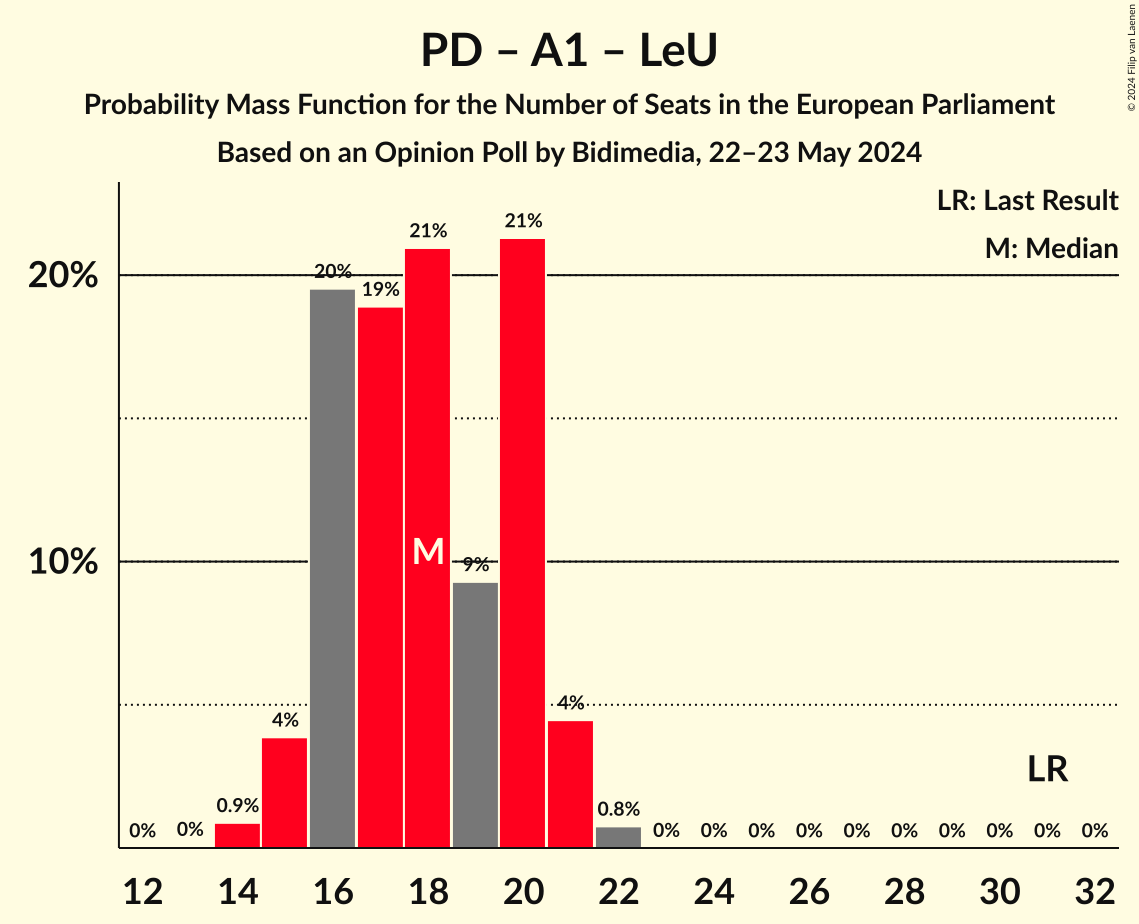 PD – A1 – LeU
Probability Mass Function for the Number of Seats in the European Parliament
Based on an Opinion Poll by Bidimedia, 22–23 May 2024
© 2024 Filip van Laenen
LR: Last Result
M: Median
20%
10%
0%
0%
0.9%
4%
20%
19%
21%
M
9%
21%
4%
0.8%
0%
0%
0%
0%
0%
0%
0%
0%
0%
0%
LR
12 14 16 18 20 22 24 26 28 30 32